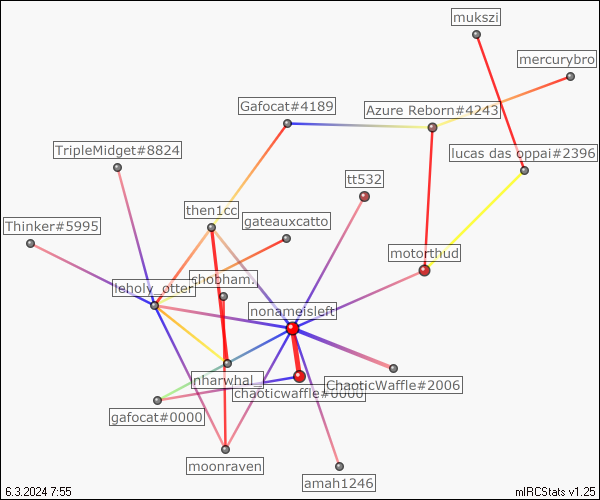 mukszi
mercurybro
Gafocat#4189
Azure Reborn#4243
TripleMidget#8824
lucas das oppai#2396
tt532
then1cc
gateauxcatto
Thinker#5995
motorthud
chobham.
leholy_otter
nonameisleft
nharwhal_
ChaoticWaffle#2006
chaoticwaffle#0000
gafocat#0000
moonraven
amah1246
6.3.2024 7:55
mIRCStats v1.25